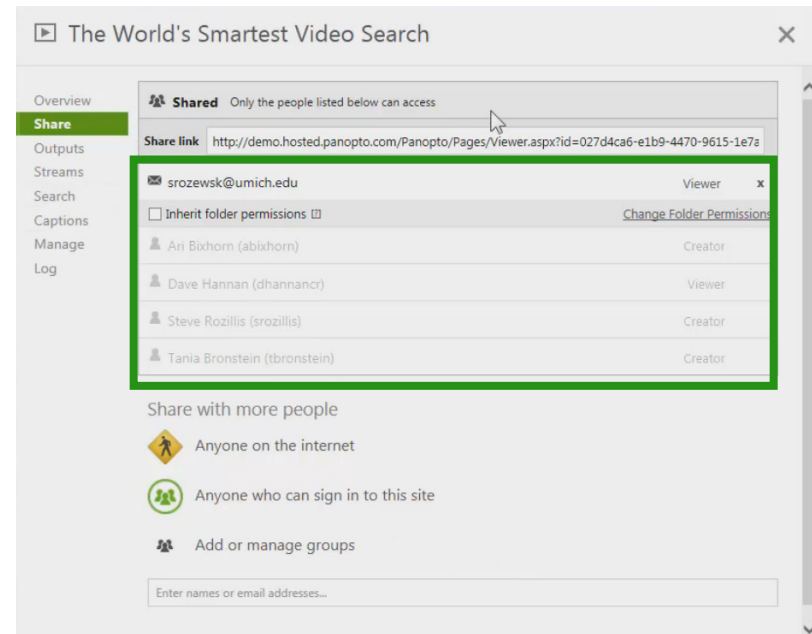 The World's Smartest Video Search
Overview
Share
Outputs
Streams
Search
Captions
Manage
Log
Shared Only the people listed below can access
Share link http://demo.hosted.panopto.com/Panopto/Pages/Viewer.aspx?id=027d4ca6-e1b9-4470-9615-1e7a
srozewsk@umich.edu Viewer x
Inherit folder permissions [?] Change Folder Permissions
Ari Bixhorn (abixhorn) Creator
Dave Hannan (dhannancr) Viewer
Steve Rozillis (srozillis) Creator
Tania Bronstein (tbronstein) Creator
Share with more people
Anyone on the internet
Anyone who can sign in to this site
Add or manage groups
Enter names or email addresses...